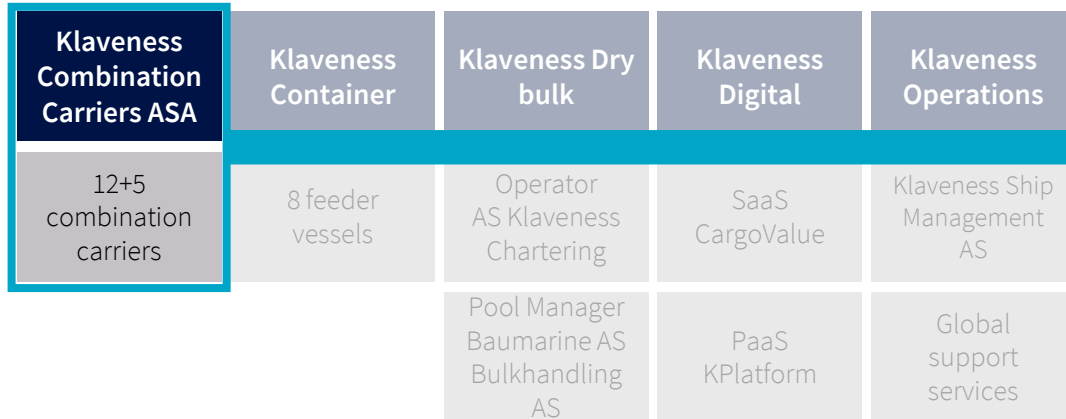 Klaveness
Combination
Carriers ASA
Klaveness
Container
Klaveness Dry
bulk
Klaveness
Digital
Klaveness
Operations
12+5
combination
carriers
8 feeder
vessels
Operator
AS Klaveness
Chartering
SaaS
CargoValue
Klaveness Ship
Management
AS
Pool Manager
Baumarine AS
Bulkhandling
AS
PaaS
KPlatform
Global
support
services